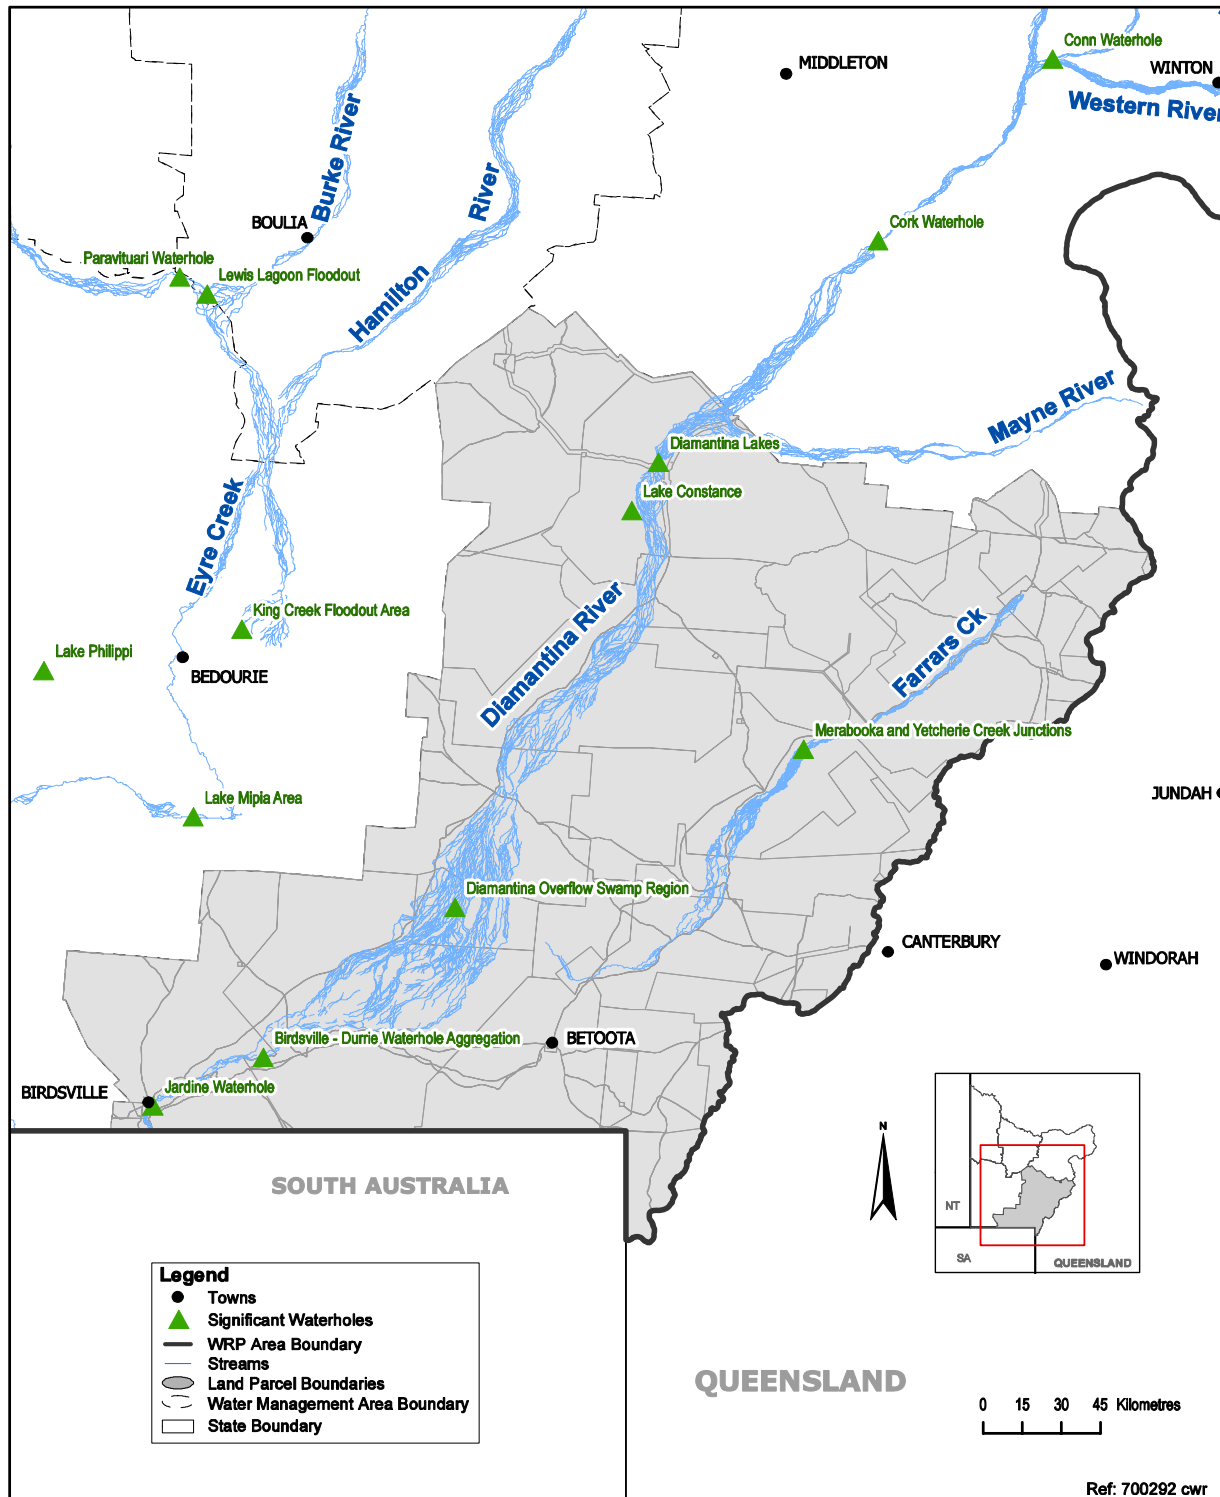 Conn Waterhole
MIDDLETON
WINTON
Western River
Burke River
River
BOULIA
Cork Waterhole
Paravituari Waterhole
Lewis Lagoon Floodout
Hamilton
Mayne River
Diamantina Lakes
Lake Constance
Eyre Creek
King Creek Floodout Area
Diamantina River
Farrars Ck
Lake Philippi
BEDOURIE
Merabooka and Yetcherie Creek Junctions
JUNDAH
Lake Mipia Area
Diamantina Overflow Swamp Region
CANTERBURY
WINDORAH
Birdsville - Durrie Waterhole Aggregation
BETOOTA
Jardine Waterhole
BIRDSVILLE
N
SOUTH AUSTRALIA
NT
SA
QUEENSLAND
Legend
Towns
Significant Waterholes
WRP Area Boundary
Streams
Land Parcel Boundaries
Water Management Area Boundary
State Boundary
QUEENSLAND
0 15 30 45 Kilometres
Ref: 700292 cwr